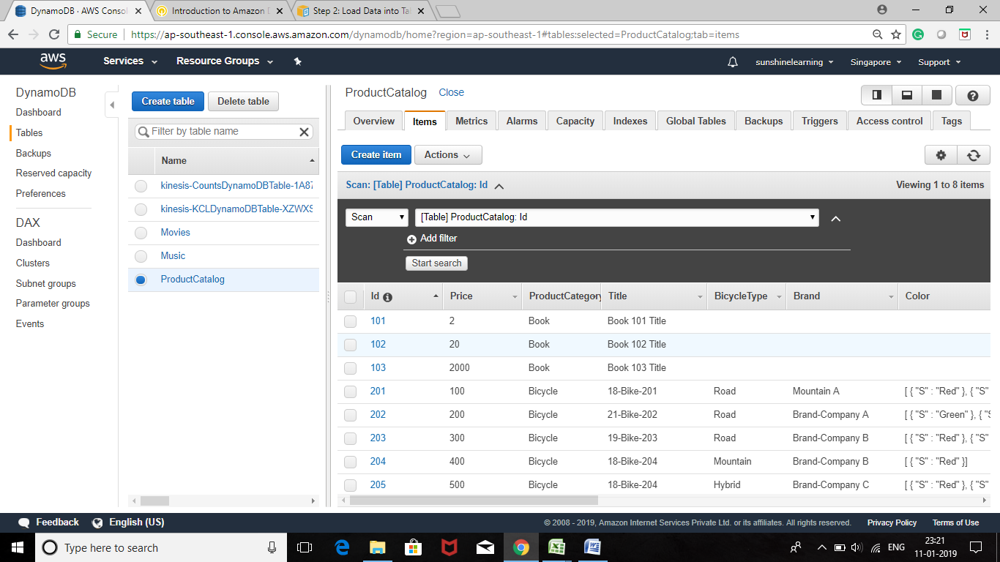 DynamoDB · AWS Consol
Introduction to Amazon D
Step 2: Load Data into Tab
Secure
https://ap-southeast-1.console.aws.amazon.com/dynamodb/home?region=ap-southeast-1#tables:selected=ProductCatalog;tab=items
aws
Services
Resource Groups
sunshinelearning
Singapore
Support
DynamoDB
Dashboard
Tables
Backups
Reserved capacity
Preferences
DAX
Dashboard
Clusters
Subnet groups
Parameter groups
Events
Create table
Delete table
Filter by table name
Name
kinesis-CountsDynamoDBTable-1A87
kinesis-KCLDynamoDBTable-XZWXS
Movies
Music
ProductCatalog
ProductCatalog Close
Overview Items Metrics Alarms Capacity Indexes Global Tables Backups Triggers Access control Tags
Create item Actions
Scan: [Table] ProductCatalog: Id
Viewing 1 to 8 items
Scan [Table] ProductCatalog: Id
Add filter
Start search
Id Price ProductCategory Title BicycleType Brand Color
101 2 Book Book 101 Title
102 20 Book Book 102 Title
103 2000 Book Book 103 Title
201 100 Bicycle 18-Bike-201 Road Mountain A [ { "S" : "Red" }, { "S"
202 200 Bicycle 21-Bike-202 Road Brand-Company A [ { "S" : "Green" }, { "S
203 300 Bicycle 19-Bike-203 Road Brand-Company B [ { "S" : "Red" }, { "S"
204 400 Bicycle 18-Bike-204 Mountain Brand-Company B [ { "S" : "Red" }]
205 500 Bicycle 18-Bike-204 Hybrid Brand-Company C [ { "S" : "Red" }, { "S"
Feedback English (US)
© 2008 - 2019, Amazon Internet Services Private Ltd. or its affiliates. All rights reserved. Privacy Policy Terms of Use
Type here to search
ENG
23:21
11-01-2019